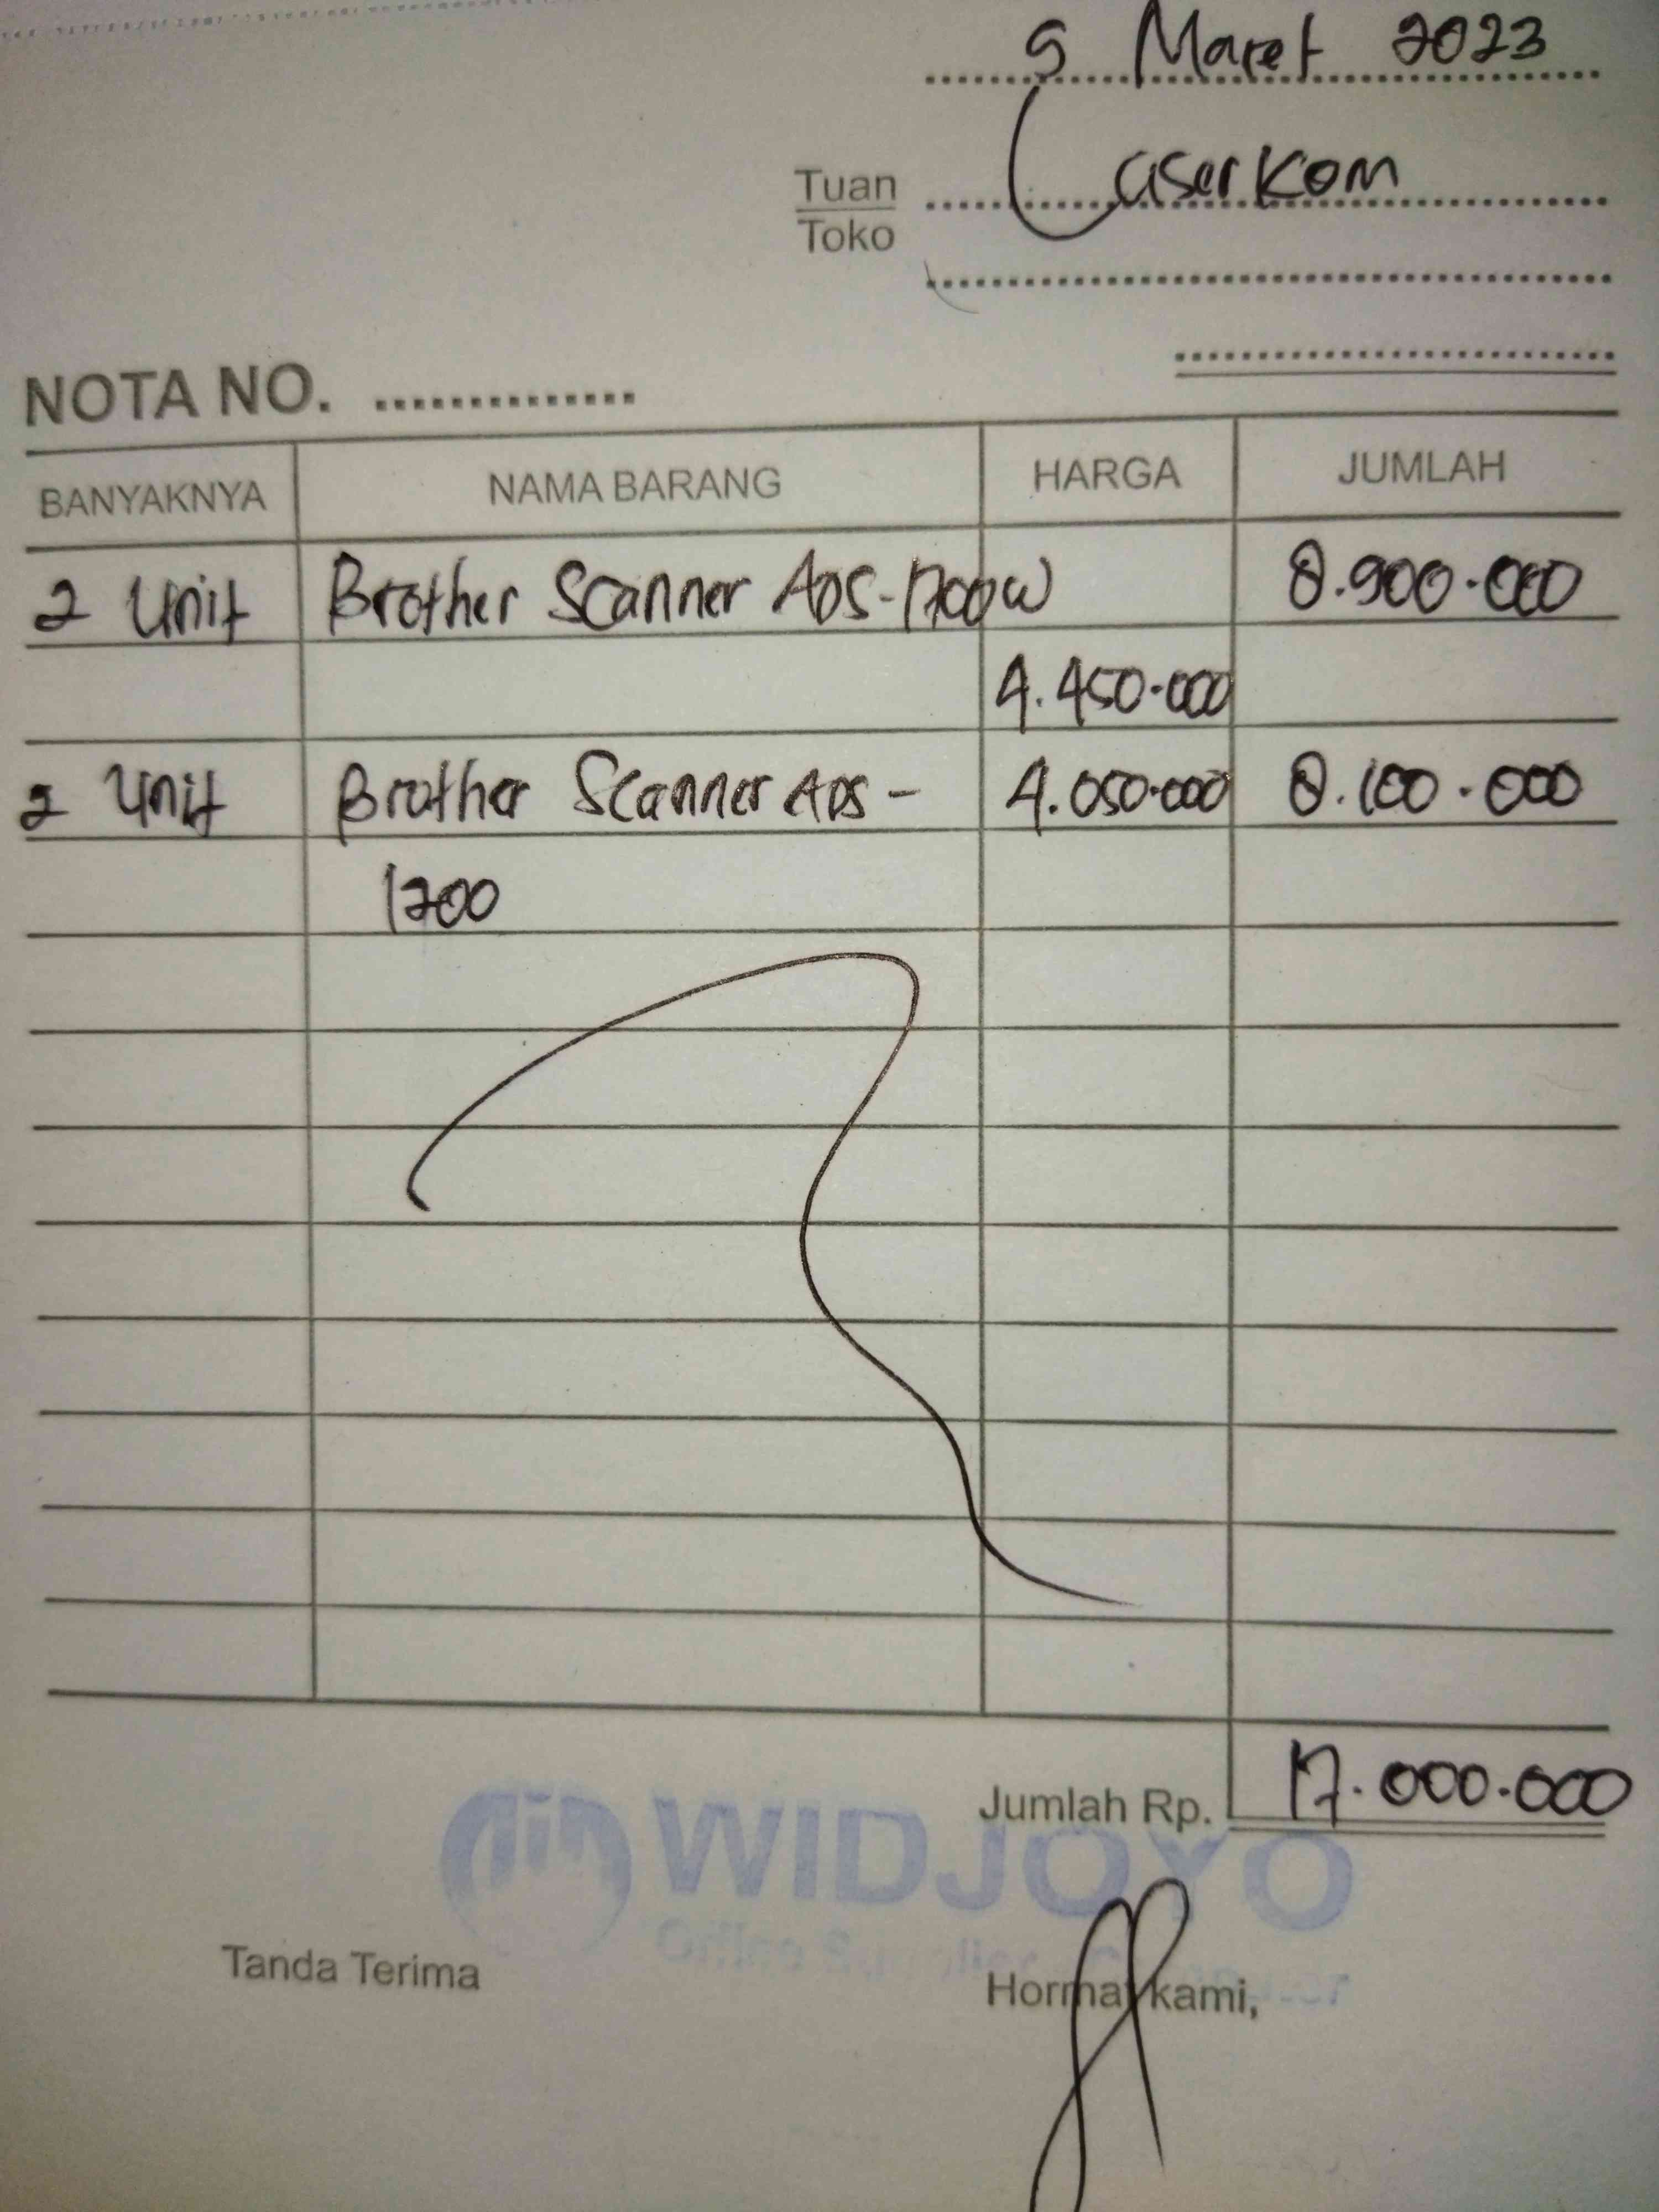 5 Maret 2023
Tuan Laserkom
Toko
NOTA NO.
BANYAKNYA NAMA BARANG HARGA JUMLAH
2 Unit Brother Scanner ADS-1700W 8.900.000
4.450.000
2 Unit Brother Scanner ADS- 4.050.000 8.100.000
1200
Jumlah Rp. 17.000.000
WIDJOYO
Tanda Terima Hormat kami,